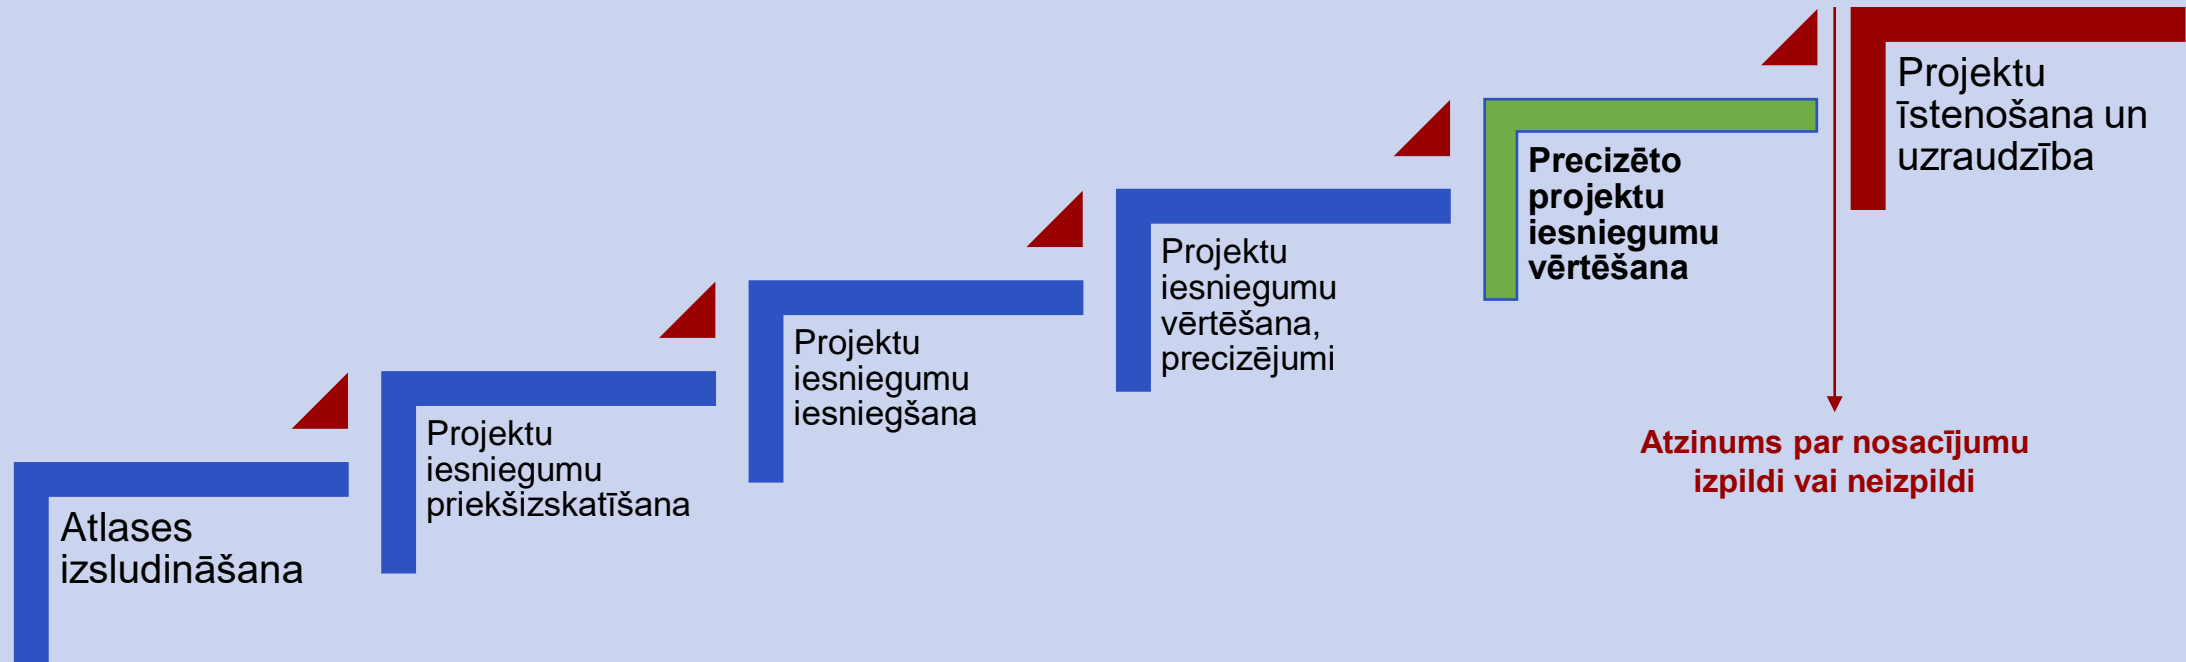 Atlases
izsludināšana
Projektu
iesniegumu
priekšizskatīšana
Projektu
iesniegumu
iesniegšana
Projektu
iesniegumu
vērtēšana,
precizējumi
Precizēto
projektu
iesniegumu
vērtēšana
Projektu
īstenošana un
uzraudzība
Atzinums par nosacījumu
izpildi vai neizpildi